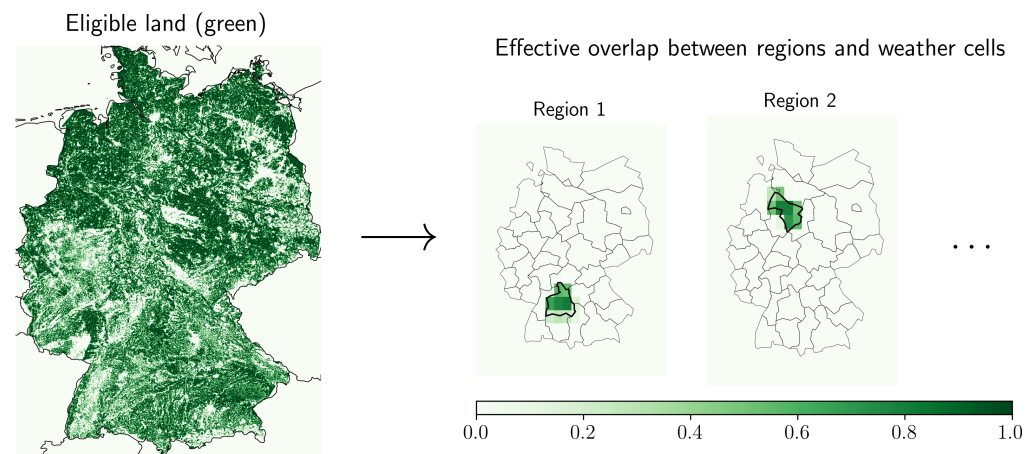 Eligible land (green)
Effective overlap between regions and weather cells
Region 1
Region 2
. . .
0.0 0.2 0.4 0.6 0.8 1.0